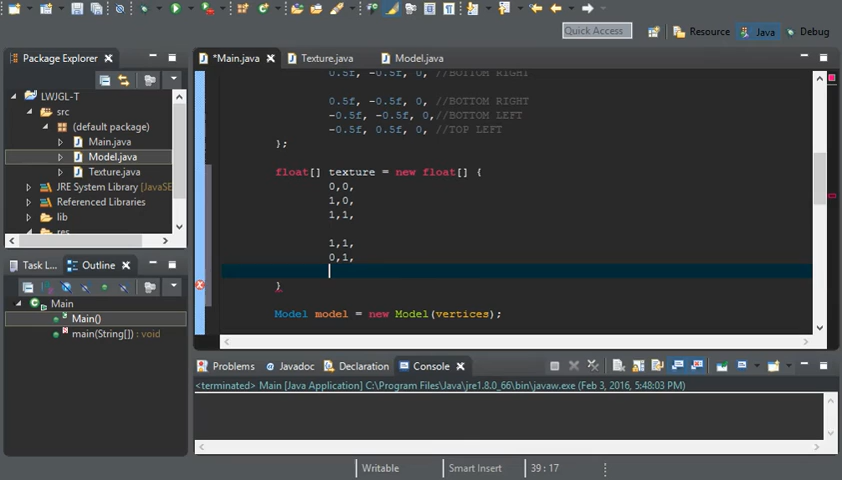 Quick Access
Resource
Java
Debug
Package Explorer
LWJGL-T
src
(default package)
Main.java
Model.java
Texture.java
JRE System Library [JavaSE
Referenced Libraries
lib
res
Task L...
Outline
Main
Main()
main(String[]) : void
*Main.java
Texture.java
Model.java
0.5f, -0.5f, 0, //BOTTOM RIGHT
0.5f, -0.5f, 0, //BOTTOM RIGHT
-0.5f, -0.5f, 0,//BOTTOM LEFT
-0.5f, 0.5f, 0, //TOP LEFT
};
float[] texture = new float[] {
0,0,
1,0,
1,1,
1,1,
0,1,
}
Model model = new Model(vertices);
Problems
Javadoc
Declaration
Console
<terminated> Main [Java Application] C:\Program Files\Java\jre1.8.0_66\bin\javaw.exe (Feb 3, 2016, 5:48:03 PM)
Writable
Smart Insert
39 : 17